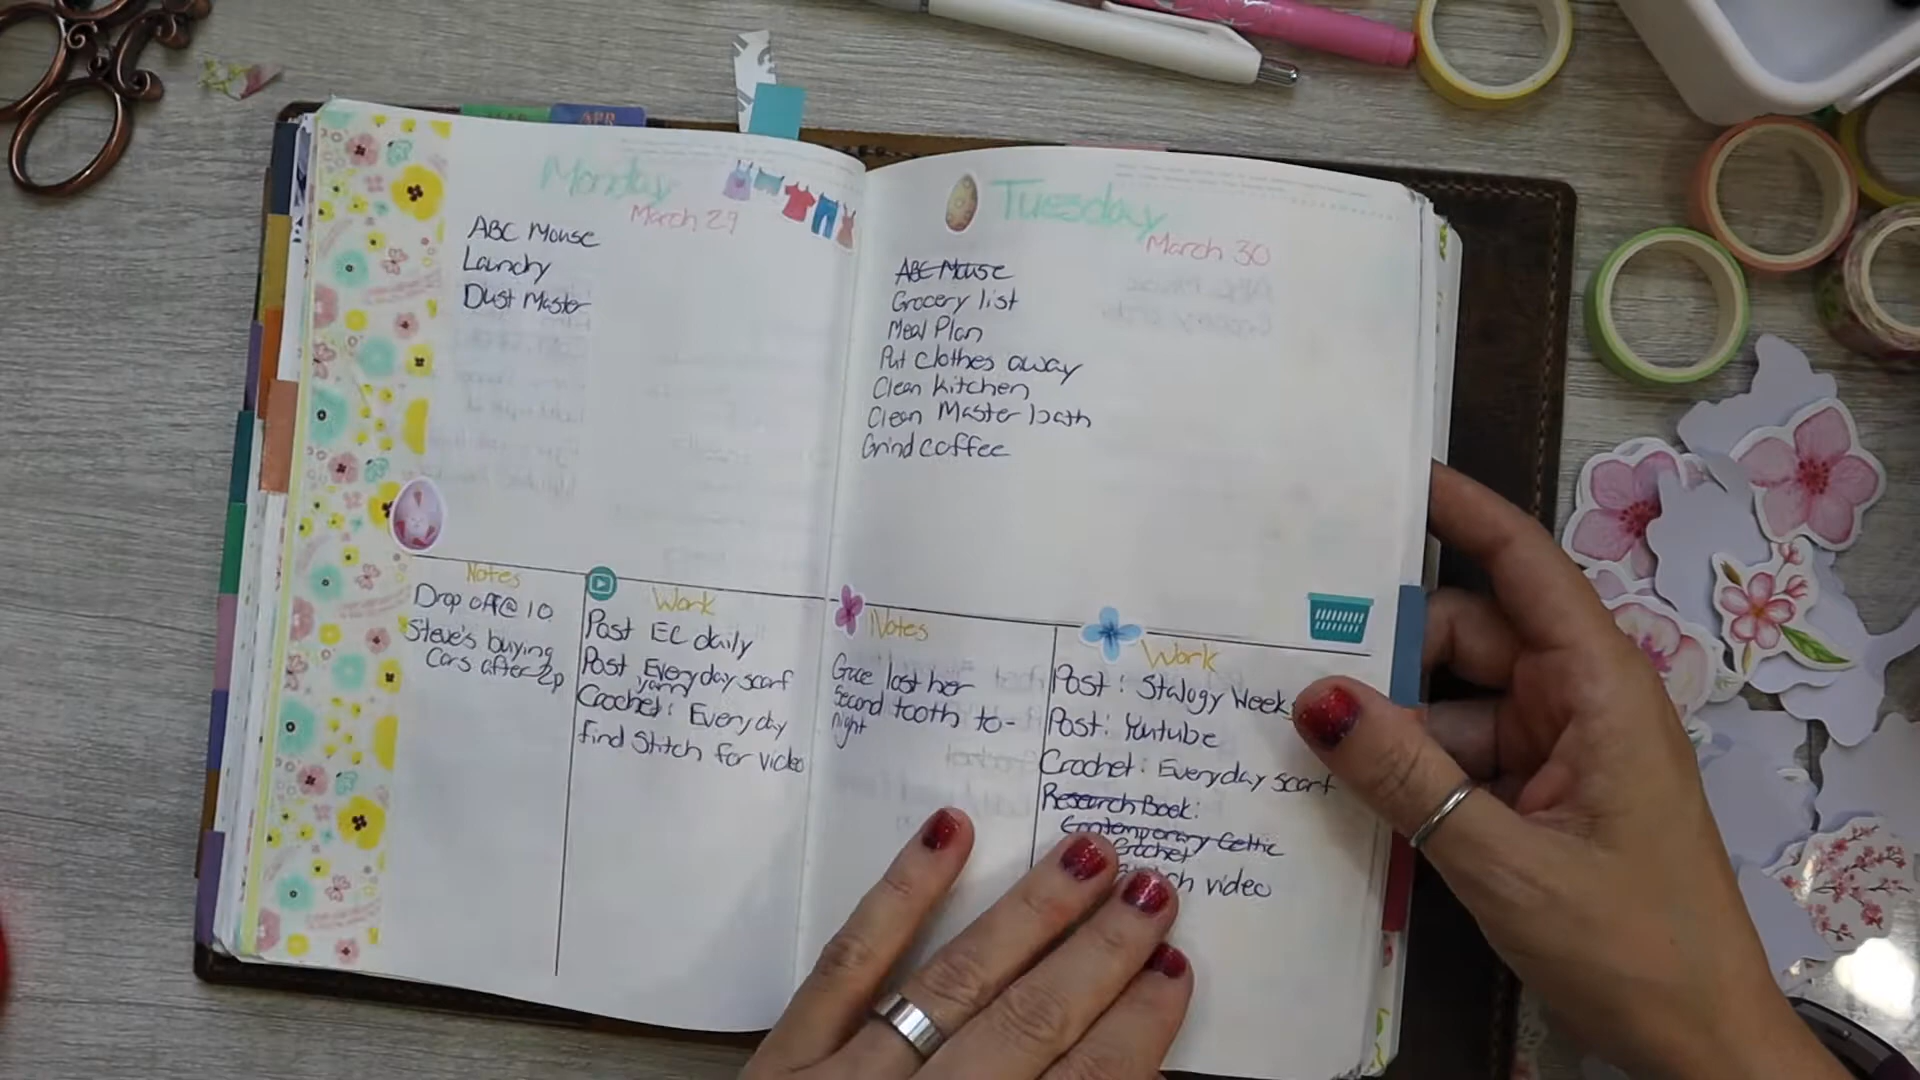 APR
Monday
March 29
ABC Mouse
Laundry
Dust Master
Notes
Drop off @ 10
Steve's buying
Cars after 2p
Work
Post EC daily
Post Everyday scarf
yarn
Crochet: Everyday
find Stitch for video
Tuesday
March 30
ABC Mouse
Grocery list
Meal Plan
Put clothes away
Clean kitchen
Clean Master bath
Grind coffee
Notes
Grace lost her
second tooth to-
night
Work
Post: Stalogy Weeks
Post: Youtube
Crochet: Everyday scarf
Research Book:
Contemporary Celtic
Crochet
video